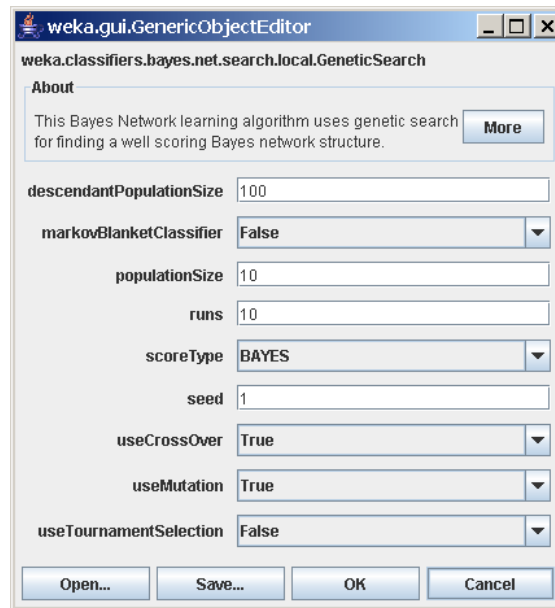 weka.gui.GenericObjectEditor
weka.classifiers.bayes.net.search.local.GeneticSearch
About
This Bayes Network learning algorithm uses genetic search
for finding a well scoring Bayes network structure.
More
descendantPopulationSize 100
markovBlanketClassifier False
populationSize 10
runs 10
scoreType BAYES
seed 1
useCrossOver True
useMutation True
useTournamentSelection False
Open... Save... OK Cancel